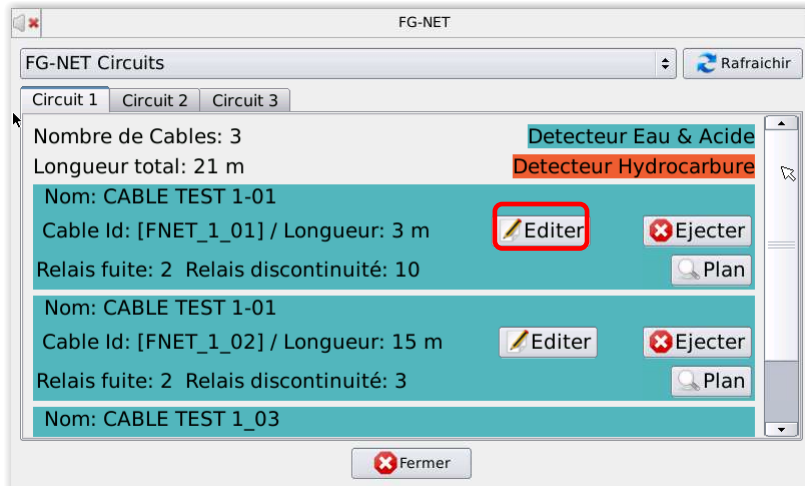 FG-NET
FG-NET Circuits
Rafraichir
Circuit 1 Circuit 2 Circuit 3
Nombre de Cables: 3 Detecteur Eau & Acide
Longueur total: 21 m Detecteur Hydrocarbure
Nom: CABLE TEST 1-01
Cable Id: [FNET_1_01] / Longueur: 3 m Editer Ejecter
Relais fuite: 2 Relais discontinuité: 10 Plan
Nom: CABLE TEST 1-01
Cable Id: [FNET_1_02] / Longueur: 15 m Editer Ejecter
Relais fuite: 2 Relais discontinuité: 3 Plan
Nom: CABLE TEST 1_03
Fermer